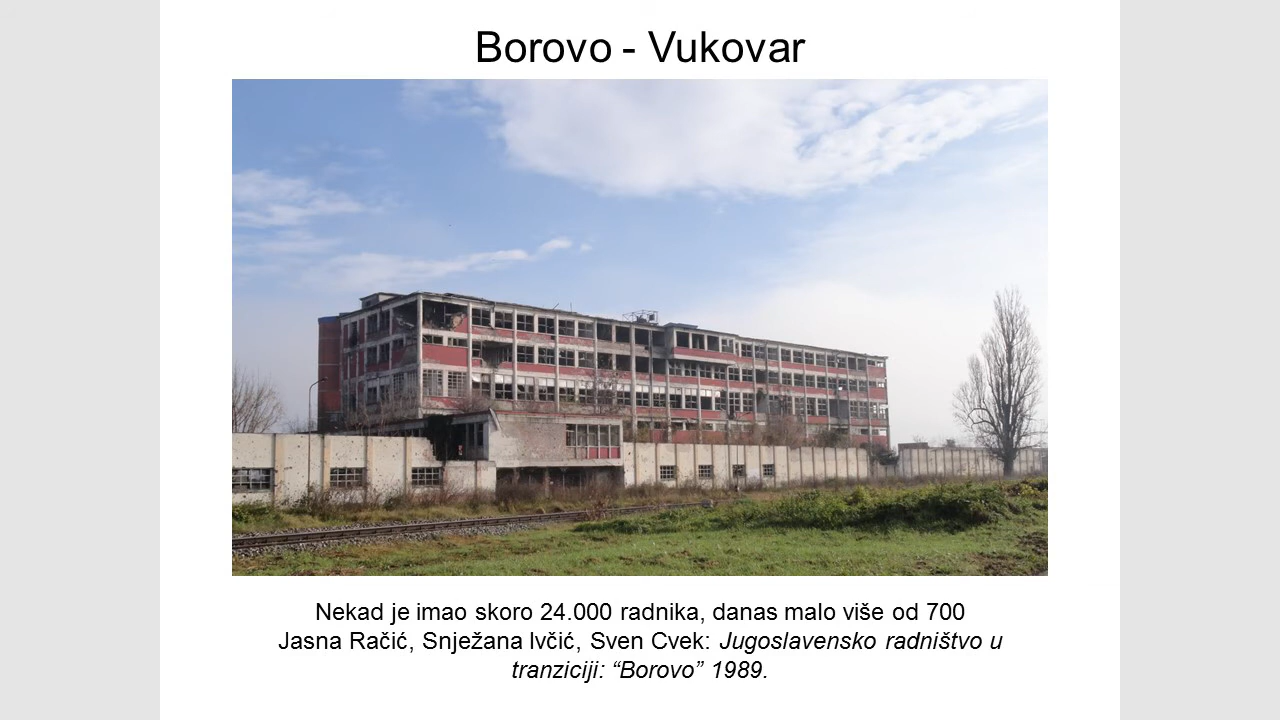 Borovo - Vukovar
Nekad je imao skoro 24.000 radnika, danas malo više od 700
Jasna Račić, Snježana Ivčić, Sven Cvek: Jugoslavensko radništvo u
tranziciji: “Borovo” 1989.